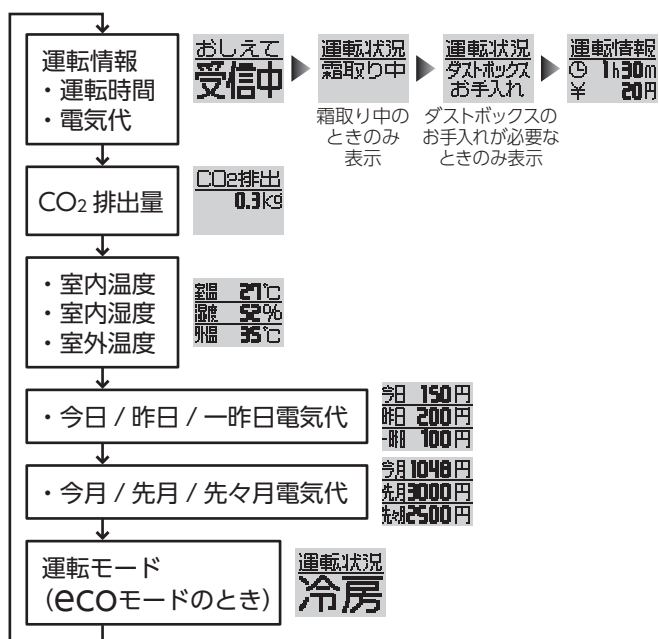 運転情報
・運転時間
・電気代
おしえて
受信中
運転状況
霜取り中
運転状況
ダストボックス
お手入れ
運転情報
1h30m
¥ 20円
霜取り中の
ときのみ
表示
ダストボックスの
お手入れが必要な
ときのみ表示
CO2 排出量
CO2排出
0.3kg
・室内温度
・室内湿度
・室外温度
室温 27℃
湿度 52%
外温 35℃
・今日 / 昨日 / 一昨日電気代
今日 150円
昨日 200円
一昨日 100円
・今月 / 先月 / 先々月電気代
今月1048円
先月3000円
先々月2500円
運転モード
(ecoモードのとき)
運転状況
冷房